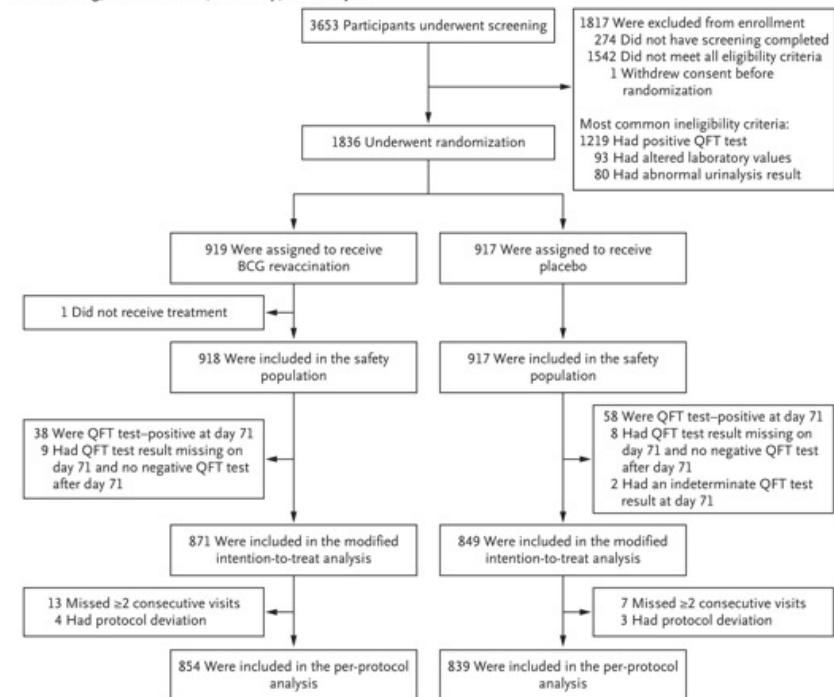 3653 Participants underwent screening
1817 Were excluded from enrollment
274 Did not have screening completed
1542 Did not meet all eligibility criteria
1 Withdrew consent before
randomization
Most common ineligibility criteria:
1219 Had positive QFT test
93 Had altered laboratory values
80 Had abnormal urinalysis result
1836 Underwent randomization
919 Were assigned to receive
BCG revaccination
917 Were assigned to receive
placebo
1 Did not receive treatment
918 Were included in the safety
population
917 Were included in the safety
population
38 Were QFT test–positive at day 71
9 Had QFT test result missing on
day 71 and no negative QFT test
after day 71
58 Were QFT test–positive at day 71
8 Had QFT test result missing on
day 71 and no negative QFT test
after day 71
2 Had an indeterminate QFT test
result at day 71
871 Were included in the modified
intention-to-treat analysis
849 Were included in the modified
intention-to-treat analysis
13 Missed ≥2 consecutive visits
4 Had protocol deviation
7 Missed ≥2 consecutive visits
3 Had protocol deviation
854 Were included in the per-protocol
analysis
839 Were included in the per-protocol
analysis